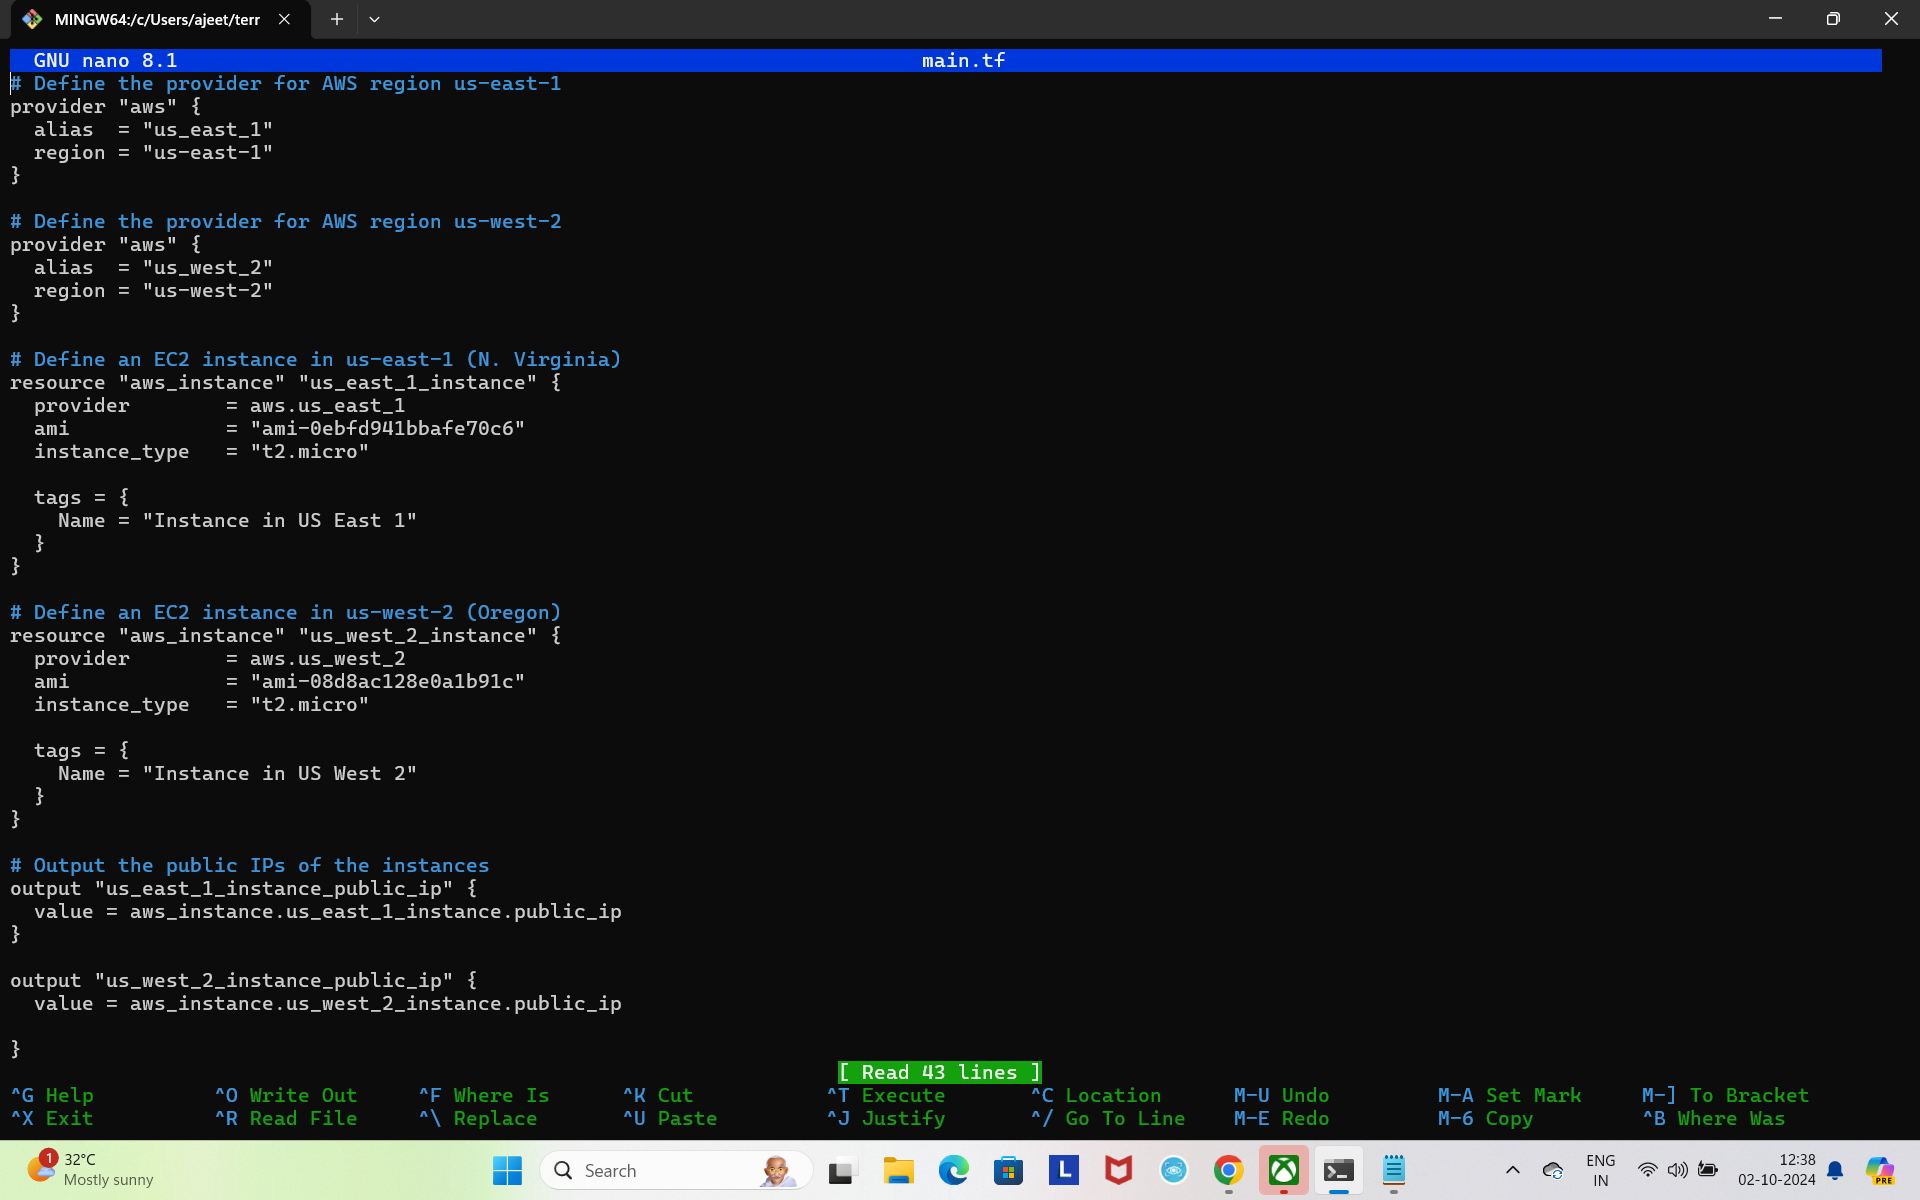 MINGW64:/c/Users/ajeet/terr
GNU nano 8.1 main.tf
# Define the provider for AWS region us-east-1
provider "aws" {
  alias  = "us_east_1"
  region = "us-east-1"
}

# Define the provider for AWS region us-west-2
provider "aws" {
  alias  = "us_west_2"
  region = "us-west-2"
}

# Define an EC2 instance in us-east-1 (N. Virginia)
resource "aws_instance" "us_east_1_instance" {
  provider        = aws.us_east_1
  ami             = "ami-0ebfd941bbafe70c6"
  instance_type   = "t2.micro"

  tags = {
    Name = "Instance in US East 1"
  }
}

# Define an EC2 instance in us-west-2 (Oregon)
resource "aws_instance" "us_west_2_instance" {
  provider        = aws.us_west_2
  ami             = "ami-08d8ac128e0a1b91c"
  instance_type   = "t2.micro"

  tags = {
    Name = "Instance in US West 2"
  }
}

# Output the public IPs of the instances
output "us_east_1_instance_public_ip" {
  value = aws_instance.us_east_1_instance.public_ip
}

output "us_west_2_instance_public_ip" {
  value = aws_instance.us_west_2_instance.public_ip

}
[ Read 43 lines ]
^G Help ^O Write Out ^F Where Is ^K Cut ^T Execute ^C Location M-U Undo M-A Set Mark M-] To Bracket
^X Exit ^R Read File ^\ Replace ^U Paste ^J Justify ^/ Go To Line M-E Redo M-6 Copy ^B Where Was
1 32°C
Mostly sunny
Search
L
ENG
IN
12:38
02-10-2024
PRE